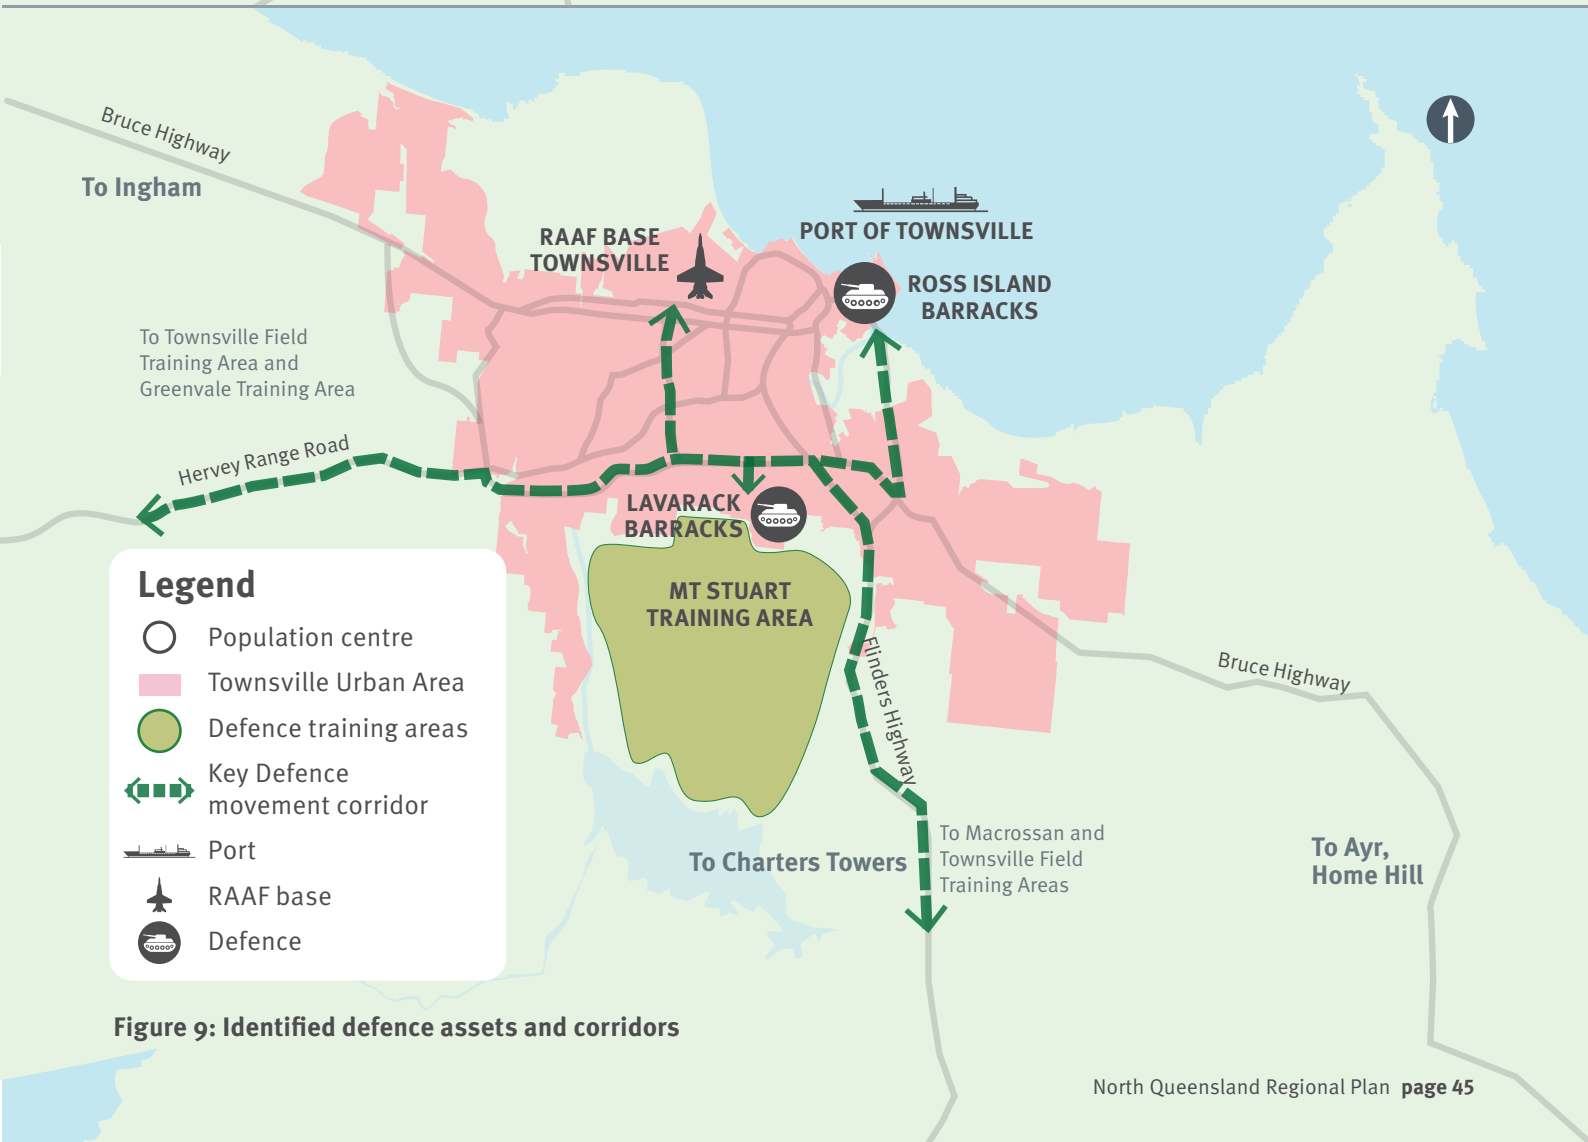 Bruce Highway
To Ingham
RAAF BASE
TOWNSVILLE
PORT OF TOWNSVILLE
ROSS ISLAND
BARRACKS
To Townsville Field
Training Area and
Greenvale Training Area
Hervey Range Road
LAVARACK
BARRACKS
MT STUART
TRAINING AREA
Flinders Highway
Bruce Highway
Legend
Population centre
Townsville Urban Area
Defence training areas
Key Defence
movement corridor
Port
RAAF base
Defence
To Charters Towers
To Macrossan and
Townsville Field
Training Areas
To Ayr,
Home Hill
Figure 9: Identified defence assets and corridors
North Queensland Regional Plan page 45